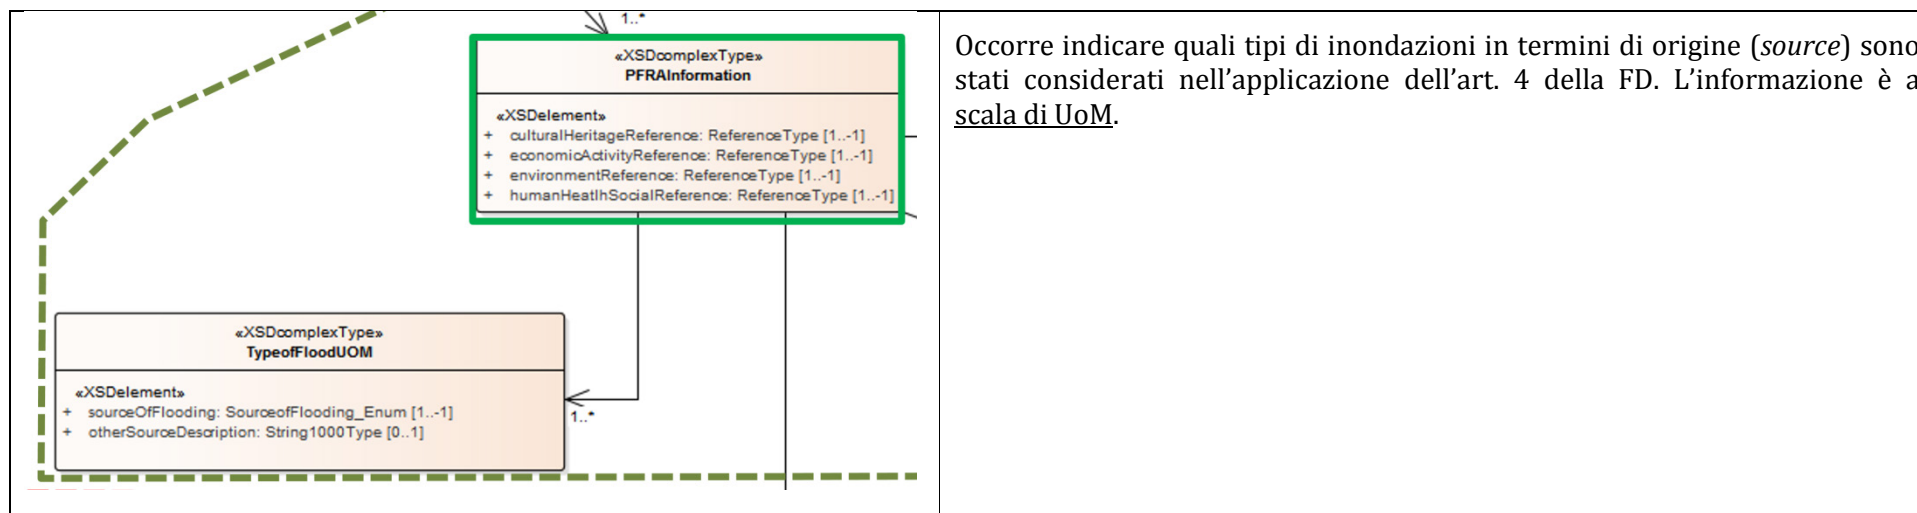 1..*
«XSDcomplexType»
PFRAInformation
«XSDelement»
+ culturalHeritageReference: ReferenceType [1..-1]
+ economicActivityReference: ReferenceType [1..-1]
+ environmentReference: ReferenceType [1..-1]
+ humanHeatlhSocialReference: ReferenceType [1..-1]
«XSDcomplexType»
TypeofFloodUOM
«XSDelement»
+ sourceOfFlooding: SourceofFlooding_Enum [1..-1]
+ otherSourceDescription: String1000Type [0..1]
1..*
Occorre indicare quali tipi di inondazioni in termini di origine (source) sono
stati considerati nell’applicazione dell’art. 4 della FD. L’informazione è a
scala di UoM.